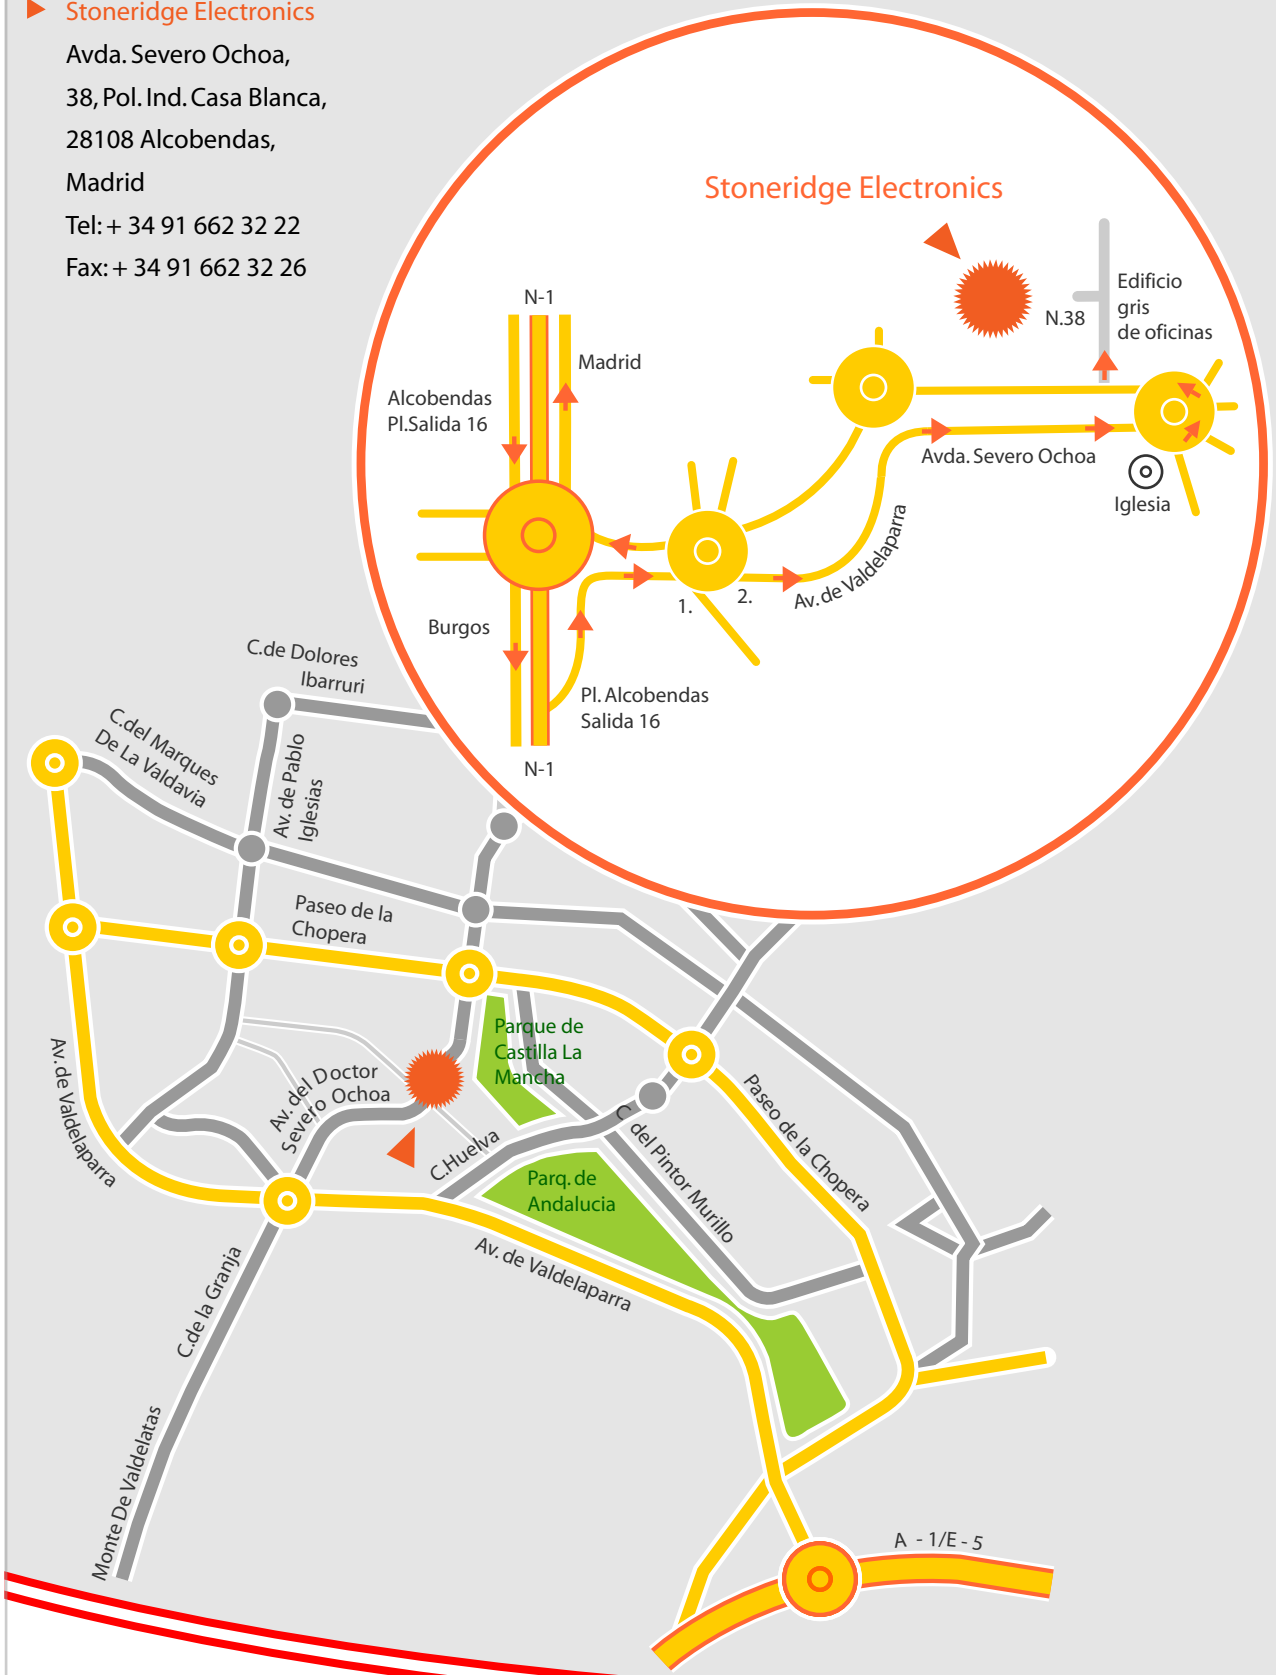 Stoneridge Electronics
Avda. Severo Ochoa,
38, Pol. Ind. Casa Blanca,
28108 Alcobendas,
Madrid
Tel: + 34 91 662 32 22
Fax: + 34 91 662 32 26
Stoneridge Electronics
N-1
Madrid
Alcobendas
Pl.Salida 16
Edificio
gris
de oficinas
N.38
Avda. Severo Ochoa
Iglesia
Av. de Valdelaparra
1.
2.
Burgos
Pl. Alcobendas
Salida 16
N-1
C.de Dolores
Ibarruri
C.del Marques
De La Valdavia
Av. de Pablo
Iglesias
Paseo de la
Chopera
Parque de
Castilla La
Mancha
Av. del Doctor
Severo Ochoa
Av. de Valdelaparra
C.Huelva
C. del Pintor Murillo
Paseo de la Chopera
Parq. de
Andalucia
Av. de Valdelaparra
C.de la Granja
Monte De Valdelatas
A - 1/E - 5